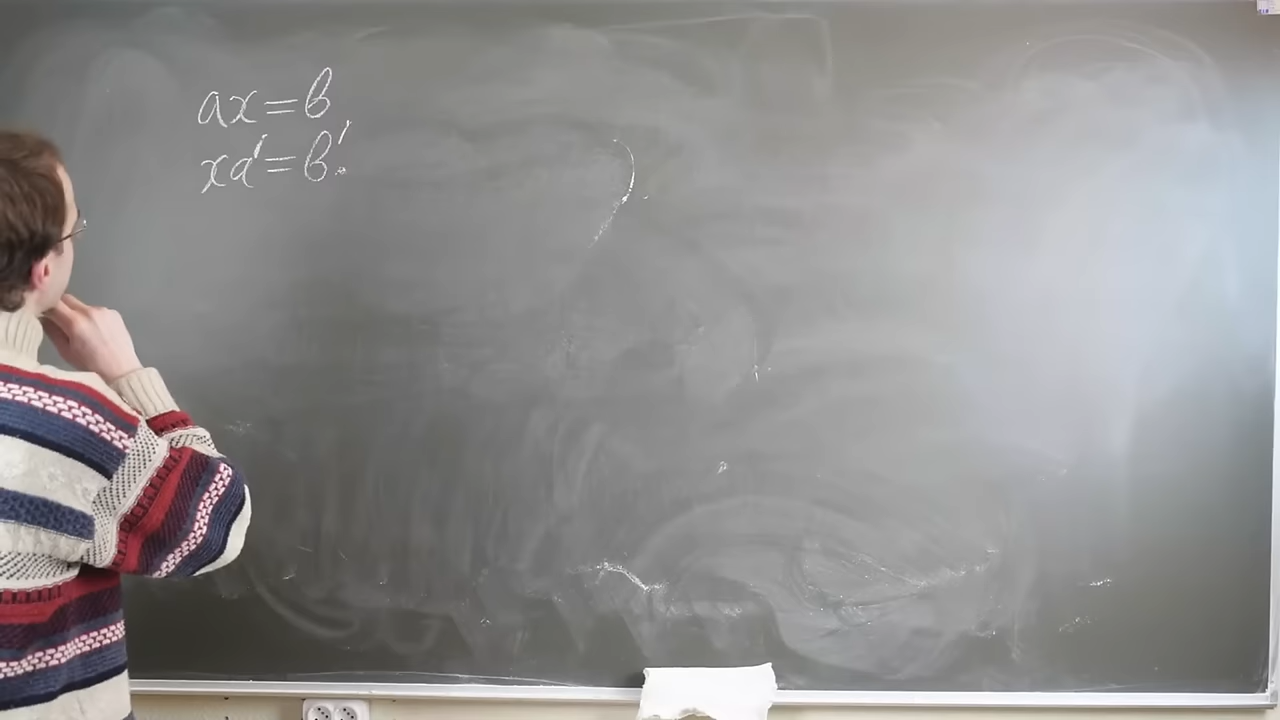 ax = b
xa' = b'.